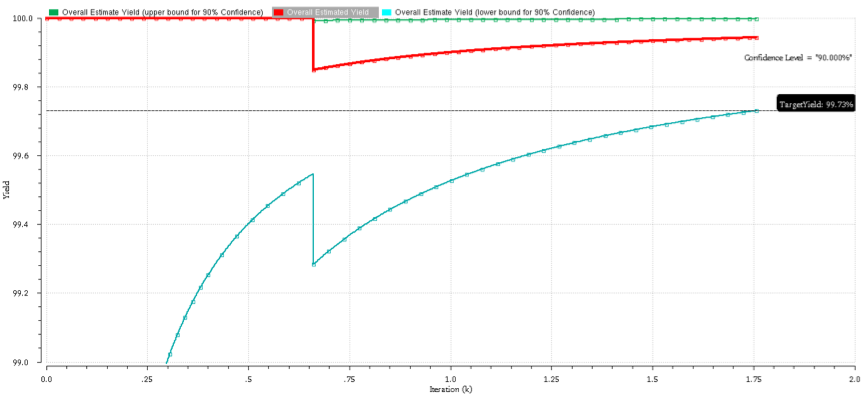 Overall Estimate Yield (upper bound for 90% Confidence) Overall Estimated Yield Overall Estimate Yield (lower bound for 90% Confidence)
100.0
Confidence Level = "90.000%"
99.8
TargetYield: 99.73%
99.6
Yield
99.4
99.2
99.0
0.0 .25 .5 .75 1.0 1.25 1.5 1.75 2.0
Iteration (k)